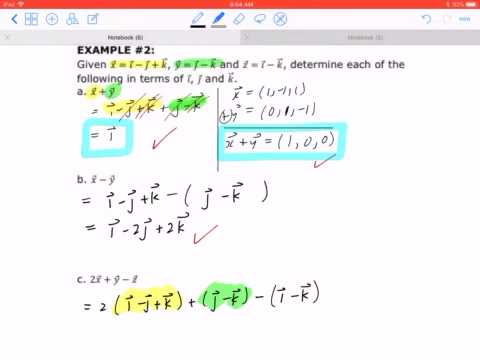 iPad
9:04 AM
83%
Notebook (6)
Notebook (5)
EXAMPLE #2:
Given x⃗ = i⃗ − j⃗ + k⃗, y⃗ = j⃗ − k⃗ and z⃗ = i⃗ − k⃗, determine each of the
following in terms of i⃗, j⃗ and k⃗.
a. x⃗ + y⃗
= i⃗ − j⃗ + k⃗ + j⃗ − k⃗
= i⃗
x⃗ = (1, -1, 1)
+ y⃗ = (0, 1, -1)
x⃗ + y⃗ = (1, 0, 0)
b. x⃗ − y⃗
= i⃗ − j⃗ + k⃗ − ( j⃗ − k⃗ )
= i⃗ − 2j⃗ + 2k⃗
c. 2x⃗ + y⃗ − z⃗
= 2 (i⃗ − j⃗ + k⃗) + (j⃗ − k⃗) − (i⃗ − k⃗)